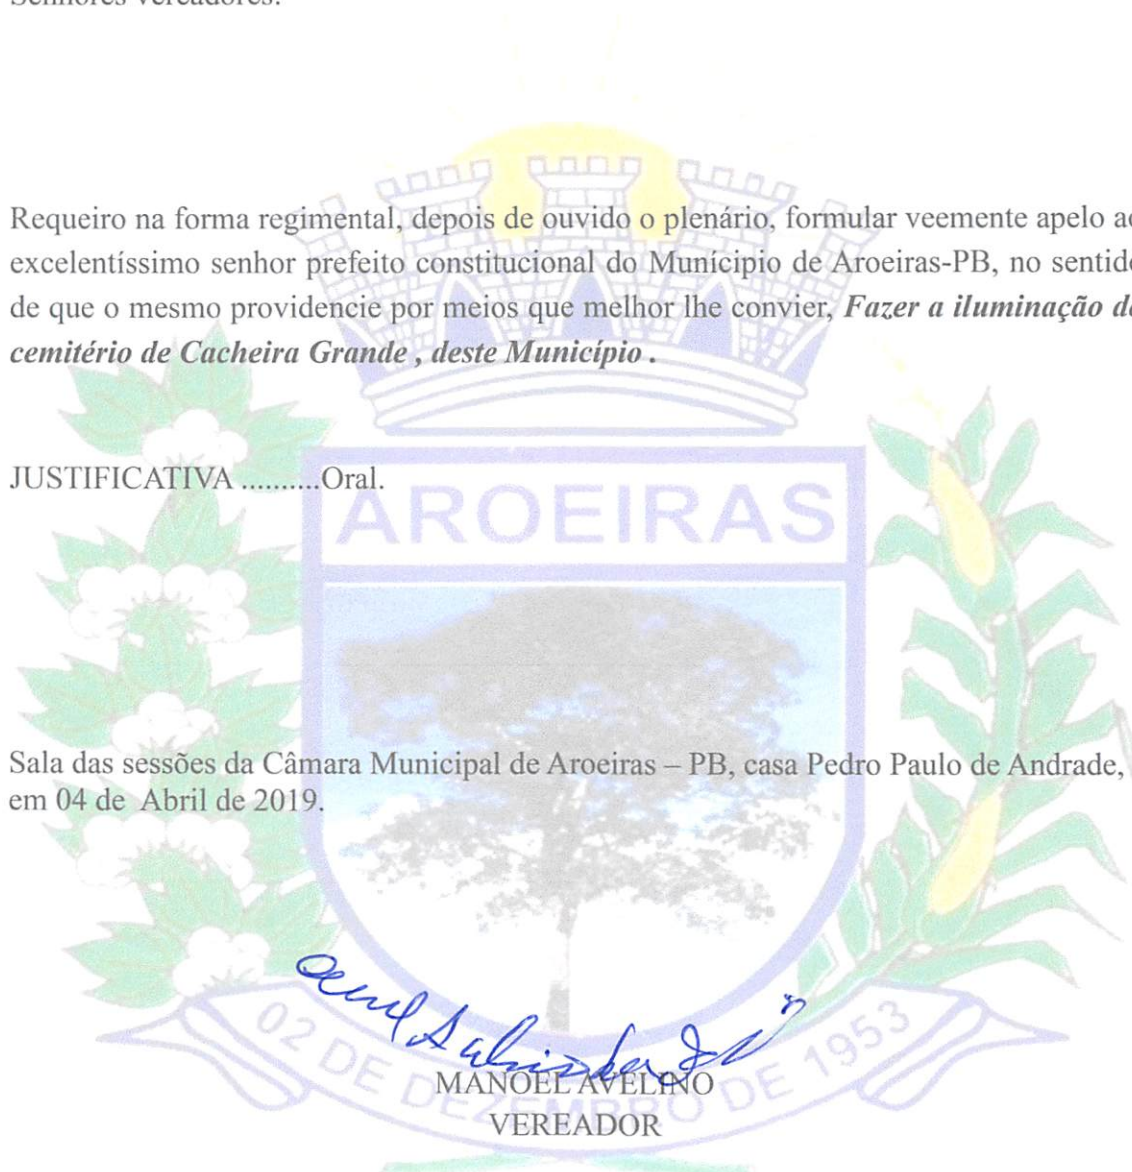 Senhores vereadores.
Requeiro na forma regimental, depois de ouvido o plenário, formular veemente apelo ao
excelentíssimo senhor prefeito constitucional do Munícipio de Aroeiras-PB, no sentido
de que o mesmo providencie por meios que melhor lhe convier, Fazer a iluminação do
cemitério de Cacheira Grande , deste Município .
JUSTIFICATIVA ..........Oral.
AROEIRAS
Sala das sessões da Câmara Municipal de Aroeiras – PB, casa Pedro Paulo de Andrade,
em 04 de Abril de 2019.
MANOEL AVELINO
VEREADOR
02 DE DEZEMBRO DE 1953